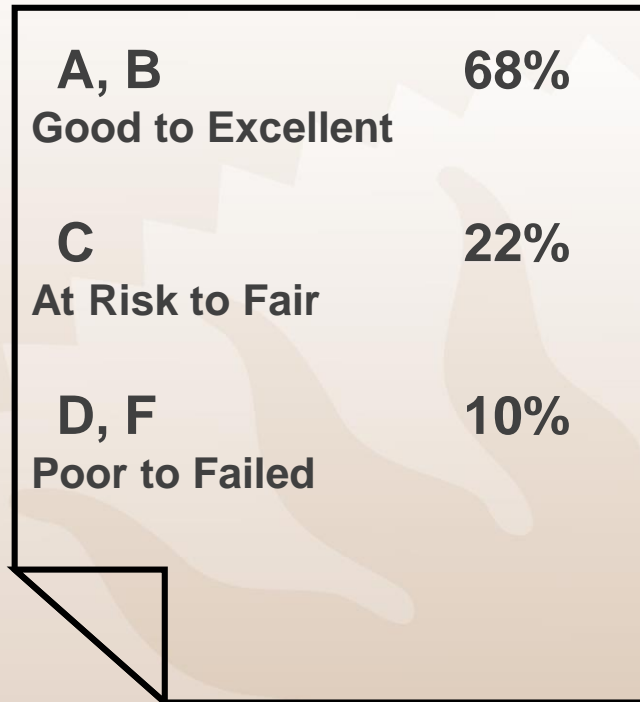 A, B 68%
Good to Excellent
C 22%
At Risk to Fair
D, F 10%
Poor to Failed